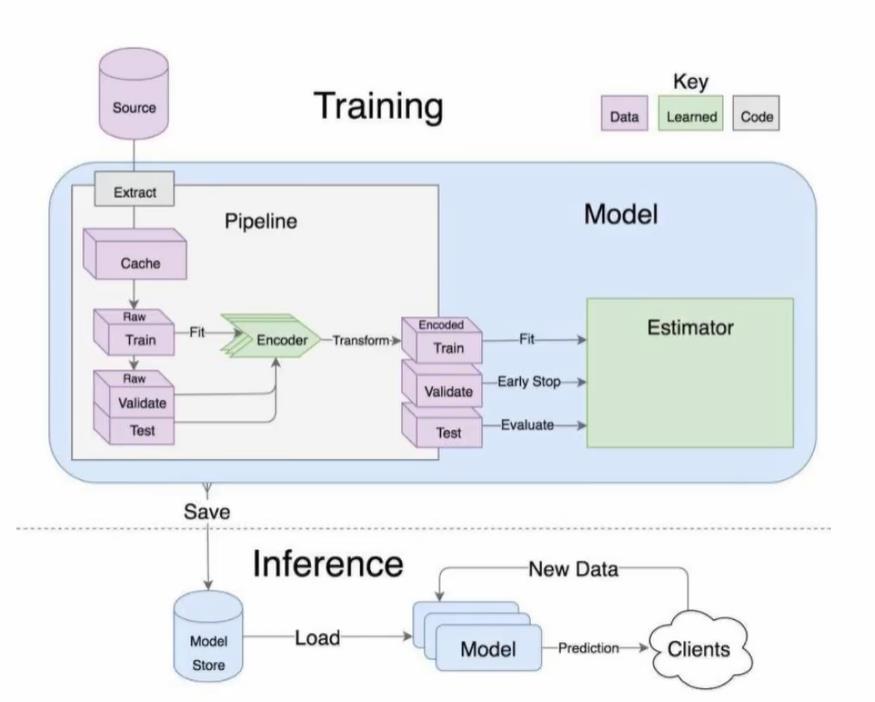 Source
Training
Key
Data
Learned
Code
Extract
Pipeline
Model
Cache
Raw
Train
Fit
Encoder
Transform
Encoded
Train
Fit
Estimator
Raw
Validate
Test
Validate
Early Stop
Test
Evaluate
Save
Inference
New Data
Model
Store
Load
Model
Prediction
Clients